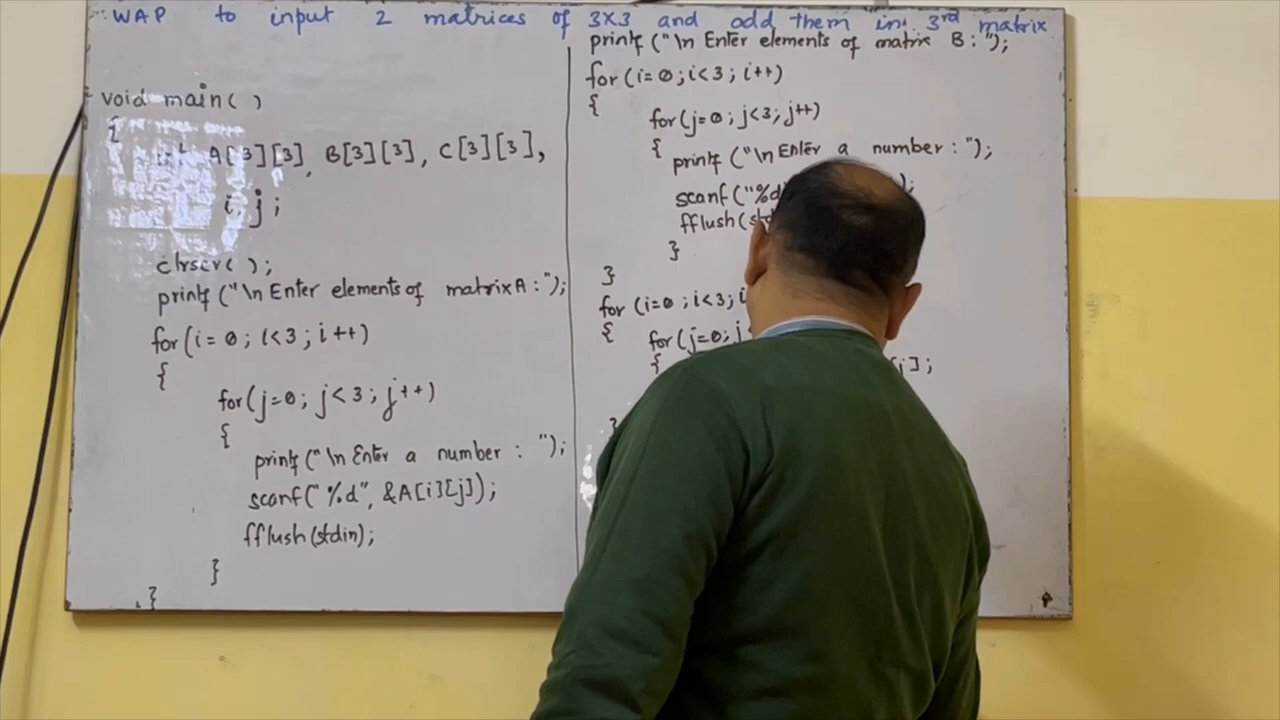 WAP to input 2 matrices of 3x3 and add them in 3rd matrix
void main( )
{
int A[3][3], B[3][3], C[3][3],
i, j;
clrscr( );
printf ("\n Enter elements of matrix A :");
for(i = 0; i<3; i++)
{
for(j=0; j<3; j++)
{
printf ("\n Enter a number : ");
scanf("%d", &A[i][j]);
fflush(stdin);
}
}
printf ("\n Enter elements of matrix B :");
for (i= 0; i<3; i++)
{
for(j=0; j<3; j++)
{ printf ("\n Enter a number : ");
scanf ("%d );
fflush (
}
}
for (i=0 ; i<3;
{ for(j=0;
{ j];
}